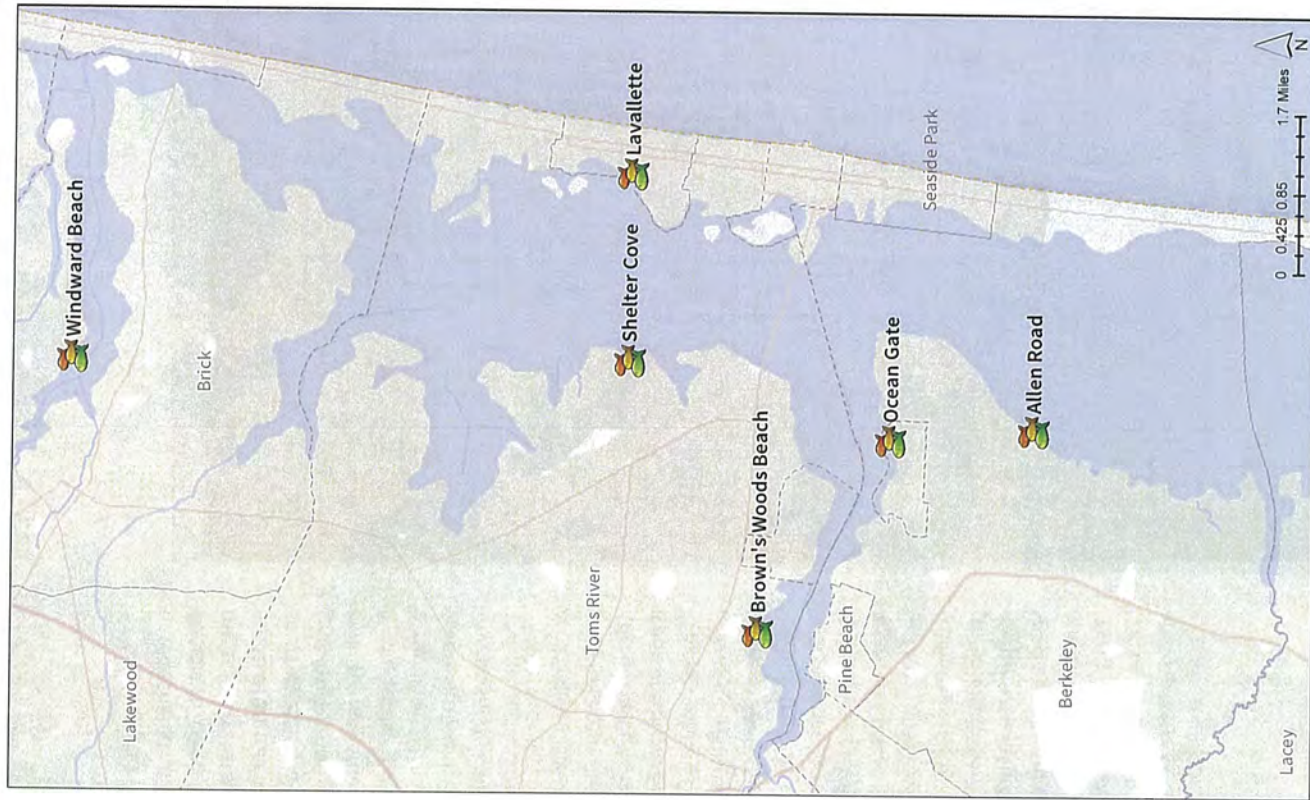 Windward Beach
Lakewood
Brick
Toms River
Shelter Cove
Lavallette
Brown's Woods Beach
Pine Beach
Ocean Gate
Seaside Park
Allen Road
Berkeley
0 0.425 0.85 1.7 Miles
Lacey
N